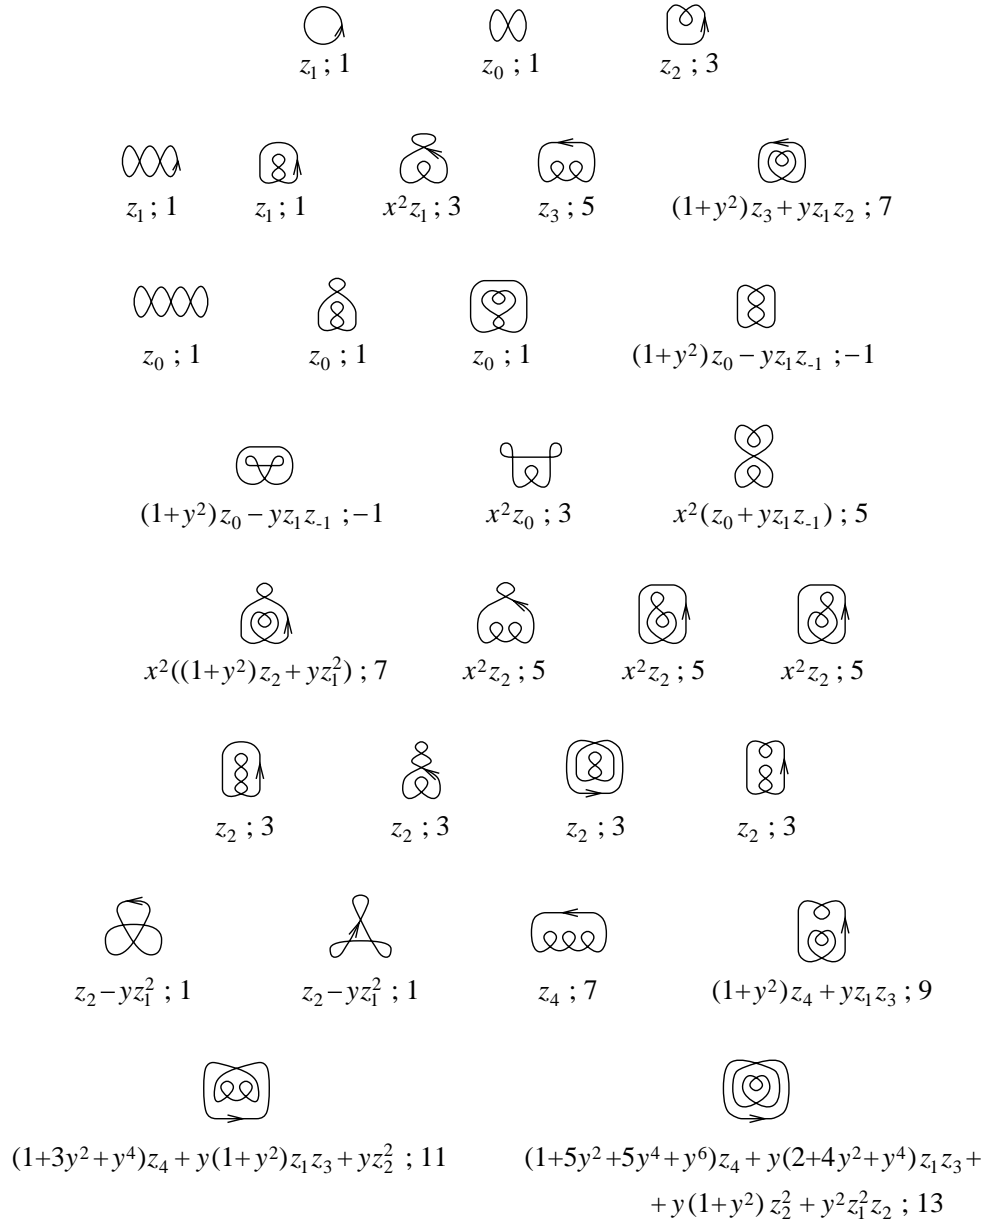 z₁ ; 1 z₀ ; 1 z₂ ; 3
z₁ ; 1 z₁ ; 1 x²z₁ ; 3 z₃ ; 5 (1+y²)z₃ + yz₁z₂ ; 7
z₀ ; 1 z₀ ; 1 z₀ ; 1 (1+y²)z₀ − yz₁z₋₁ ; −1
(1+y²)z₀ − yz₁z₋₁ ; −1 x²z₀ ; 3 x²(z₀ + yz₁z₋₁) ; 5
x²((1+y²)z₂ + yz₁²) ; 7 x²z₂ ; 5 x²z₂ ; 5 x²z₂ ; 5
z₂ ; 3 z₂ ; 3 z₂ ; 3 z₂ ; 3
z₂ − yz₁² ; 1 z₂ − yz₁² ; 1 z₄ ; 7 (1+y²)z₄ + yz₁z₃ ; 9
(1+3y²+y⁴)z₄ + y(1+y²)z₁z₃ + yz₂² ; 11 (1+5y²+5y⁴+y⁶)z₄ + y(2+4y²+y⁴)z₁z₃ +
+ y(1+y²) z₂² + y²z₁²z₂ ; 13